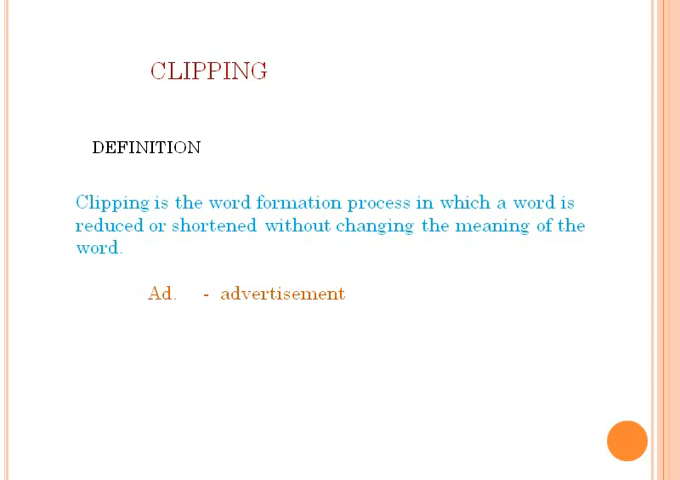 CLIPPING
DEFINITION
Clipping is the word formation process in which a word is
reduced or shortened without changing the meaning of the
word.
Ad. - advertisement